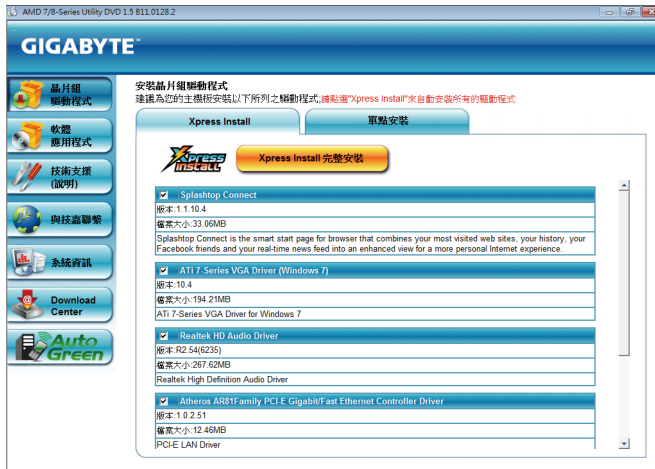 AMD 7/8-Series Utility DVD 1.5 B11.0128.2
GIGABYTE™
晶片組
驅動程式
軟體
應用程式
技術支援
(說明)
與技嘉聯繫
系統資訊
Download
Center
Auto
Green
安裝晶片組驅動程式
建議為您的主機板安裝以下所列之驅動程式;請點選"Xpress Install"來自動安裝所有的驅動程式
Xpress Install
單點安裝
Xpress
INSTALL
Xpress Install 完整安裝
Splashtop Connect
版本:1.1.10.4
檔案大小:33.06MB
Splashtop Connect is the smart start page for browser that combines your most visited web sites, your history, your
Facebook friends and your real-time news feed into an enhanced view for a more personal Internet experience.
ATi 7-Series VGA Driver (Windows 7)
版本:10.4
檔案大小:194.21MB
ATi 7-Series VGA Driver for Windows 7
Realtek HD Audio Driver
版本:R2.54(6235)
檔案大小:267.62MB
Realtek High Definition Audio Driver
Atheros AR81Family PCI-E Gigabit/Fast Ethernet Controller Driver
版本:1.0.2.51
檔案大小:12.46MB
PCI-E LAN Driver